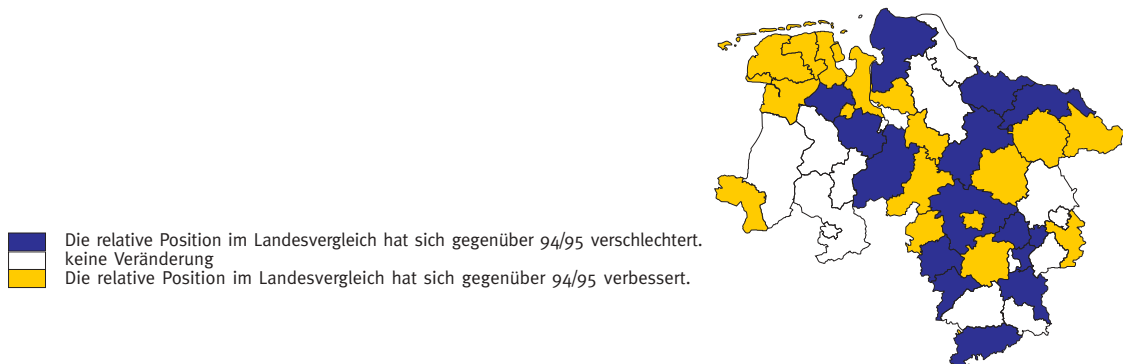 Die relative Position im Landesvergleich hat sich gegenüber 94/95 verschlechtert.
keine Veränderung
Die relative Position im Landesvergleich hat sich gegenüber 94/95 verbessert.